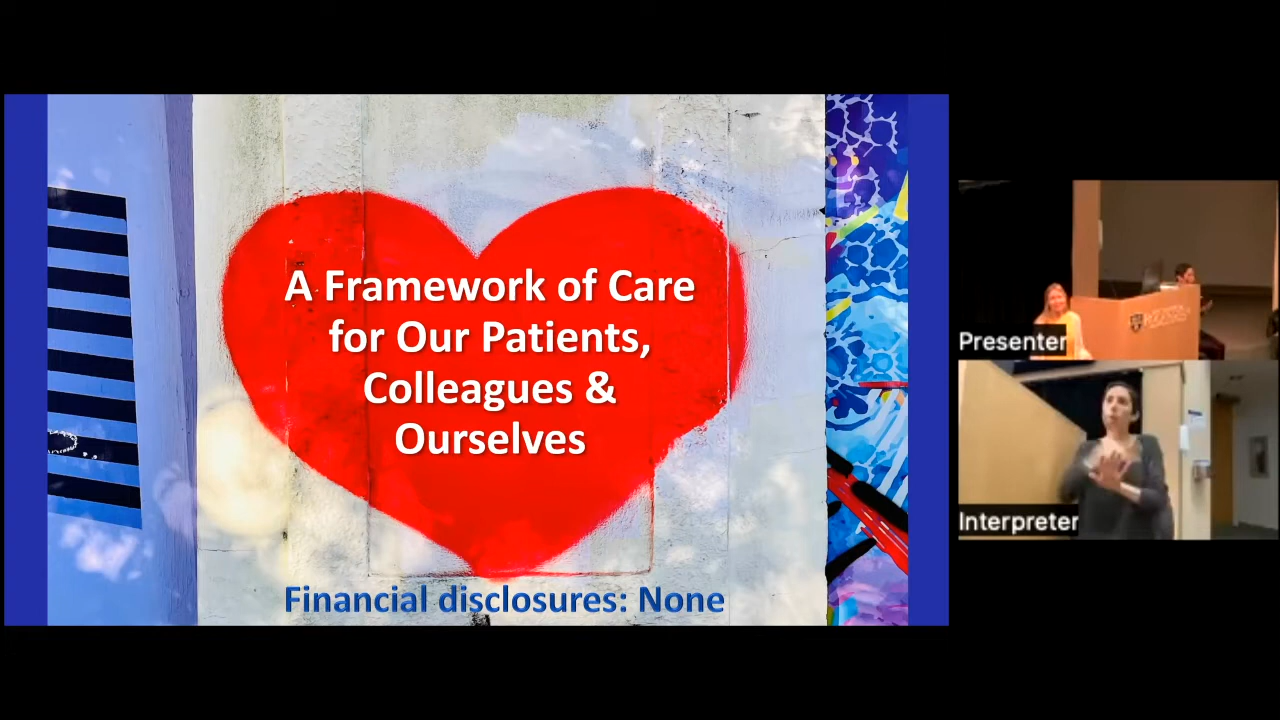 A Framework of Care
for Our Patients,
Colleagues &
Ourselves
Financial disclosures: None
Presenter
Interpreter